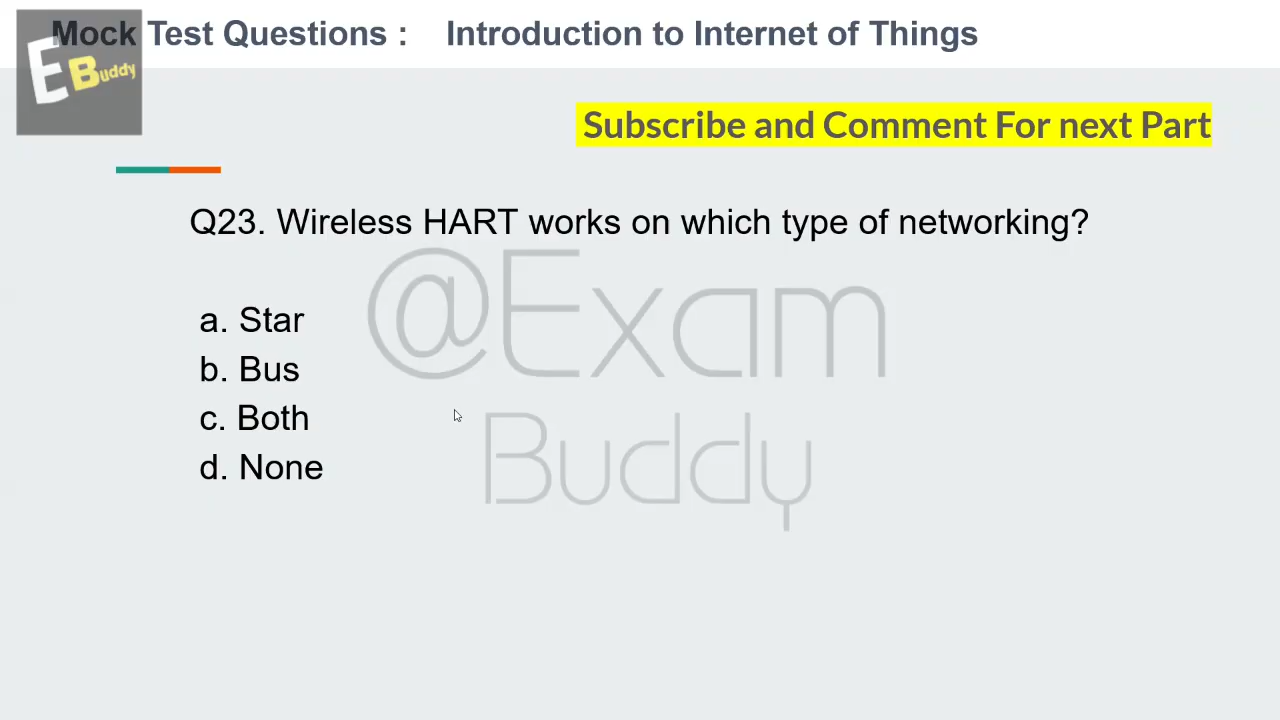 Mock Test Questions : Introduction to Internet of Things
E Buddy
Subscribe and Comment For next Part
Q23. Wireless HART works on which type of networking?
a. Star
b. Bus
c. Both
d. None
@Exam
Buddy